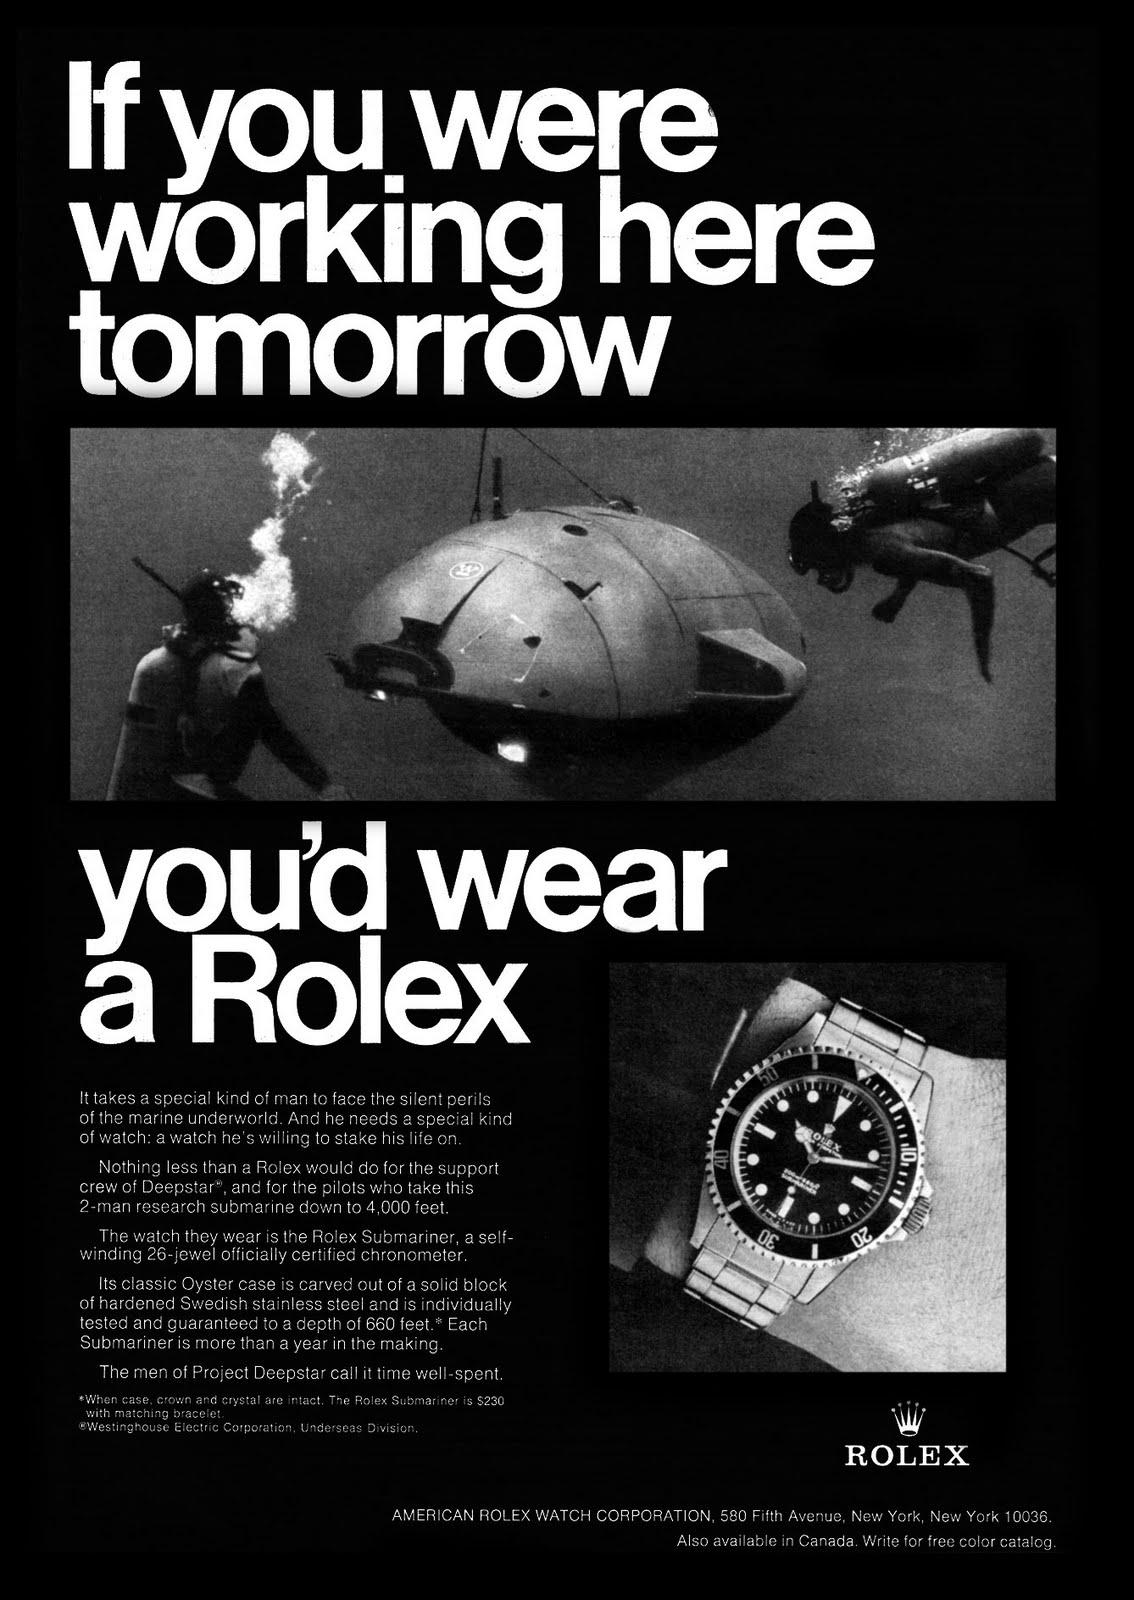 If you were
working here
tomorrow
W
you'd wear
a Rolex
50
10
40
20
30
ROLEX
It takes a special kind of man to face the silent perils
of the marine underworld. And he needs a special kind
of watch: a watch he's willing to stake his life on.
Nothing less than a Rolex would do for the support
crew of Deepstar®, and for the pilots who take this
2-man research submarine down to 4,000 feet.
The watch they wear is the Rolex Submariner, a self-
winding 26-jewel officially certified chronometer.
Its classic Oyster case is carved out of a solid block
of hardened Swedish stainless steel and is individually
tested and guaranteed to a depth of 660 feet.* Each
Submariner is more than a year in the making.
The men of Project Deepstar call it time well-spent.
*When case, crown and crystal are intact. The Rolex Submariner is $230
with matching bracelet.
®Westinghouse Electric Corporation, Underseas Division.
ROLEX
AMERICAN ROLEX WATCH CORPORATION, 580 Fifth Avenue, New York, New York 10036.
Also available in Canada. Write for free color catalog.